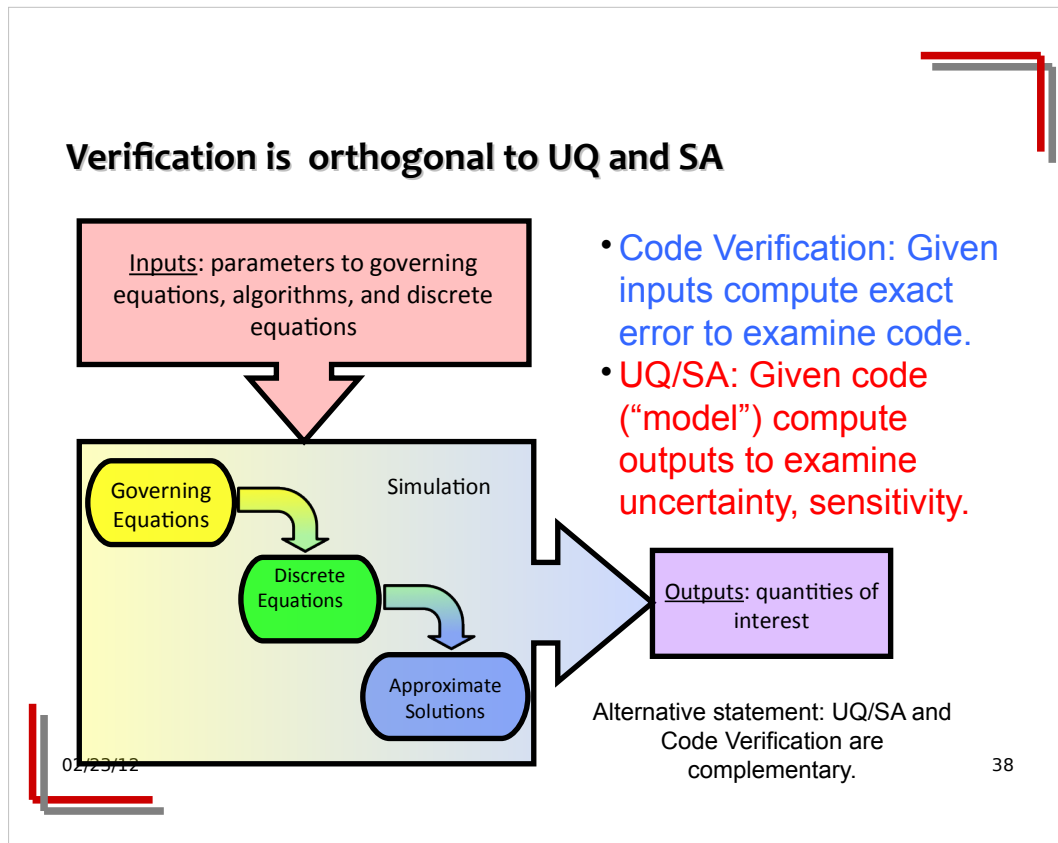 Verification is  orthogonal to UQ and SA
Inputs: parameters to governing
equations, algorithms, and discrete
equations
• Code Verification: Given
inputs compute exact
error to examine code.
• UQ/SA: Given code
(“model”) compute
outputs to examine
uncertainty, sensitivity.
Governing
Equations
Simulation
Discrete
Equations
Approximate
Solutions
Outputs: quantities of
interest
Alternative statement: UQ/SA and
Code Verification are
complementary.
02/23/12
38